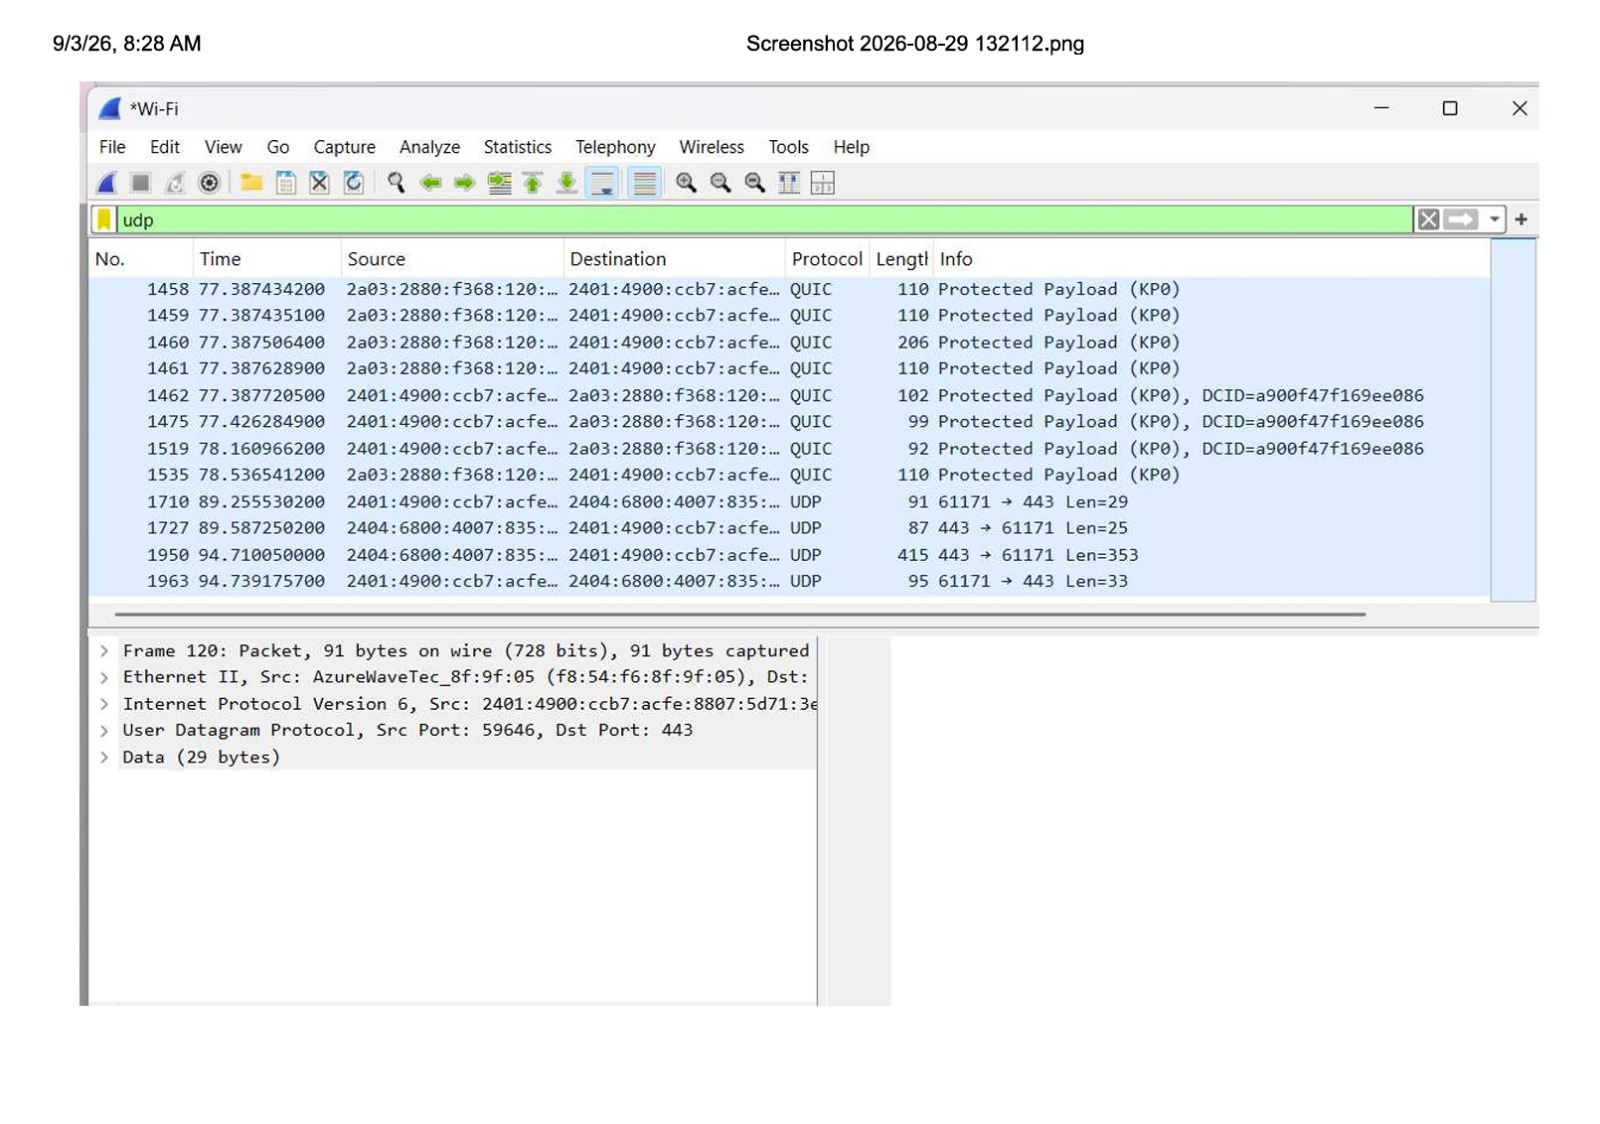 9/3/26, 8:28 AM Screenshot 2026-08-29 132112.png
*Wi-Fi
File Edit View Go Capture Analyze Statistics Telephony Wireless Tools Help
udp
No. Time Source Destination Protocol Lengtl Info
1458 77.387434200 2a03:2880:f368:120:… 2401:4900:ccb7:acfe… QUIC 110 Protected Payload (KP0)
1459 77.387435100 2a03:2880:f368:120:… 2401:4900:ccb7:acfe… QUIC 110 Protected Payload (KP0)
1460 77.387506400 2a03:2880:f368:120:… 2401:4900:ccb7:acfe… QUIC 206 Protected Payload (KP0)
1461 77.387628900 2a03:2880:f368:120:… 2401:4900:ccb7:acfe… QUIC 110 Protected Payload (KP0)
1462 77.387720500 2401:4900:ccb7:acfe… 2a03:2880:f368:120:… QUIC 102 Protected Payload (KP0), DCID=a900f47f169ee086
1475 77.426284900 2401:4900:ccb7:acfe… 2a03:2880:f368:120:… QUIC 99 Protected Payload (KP0), DCID=a900f47f169ee086
1519 78.160966200 2401:4900:ccb7:acfe… 2a03:2880:f368:120:… QUIC 92 Protected Payload (KP0), DCID=a900f47f169ee086
1535 78.536541200 2a03:2880:f368:120:… 2401:4900:ccb7:acfe… QUIC 110 Protected Payload (KP0)
1710 89.255530200 2401:4900:ccb7:acfe… 2404:6800:4007:835:… UDP 91 61171 → 443 Len=29
1727 89.587250200 2404:6800:4007:835:… 2401:4900:ccb7:acfe… UDP 87 443 → 61171 Len=25
1950 94.710050000 2404:6800:4007:835:… 2401:4900:ccb7:acfe… UDP 415 443 → 61171 Len=353
1963 94.739175700 2401:4900:ccb7:acfe… 2404:6800:4007:835:… UDP 95 61171 → 443 Len=33
Frame 120: Packet, 91 bytes on wire (728 bits), 91 bytes captured
Ethernet II, Src: AzureWaveTec_8f:9f:05 (f8:54:f6:8f:9f:05), Dst:
Internet Protocol Version 6, Src: 2401:4900:ccb7:acfe:8807:5d71:3e
User Datagram Protocol, Src Port: 59646, Dst Port: 443
Data (29 bytes)